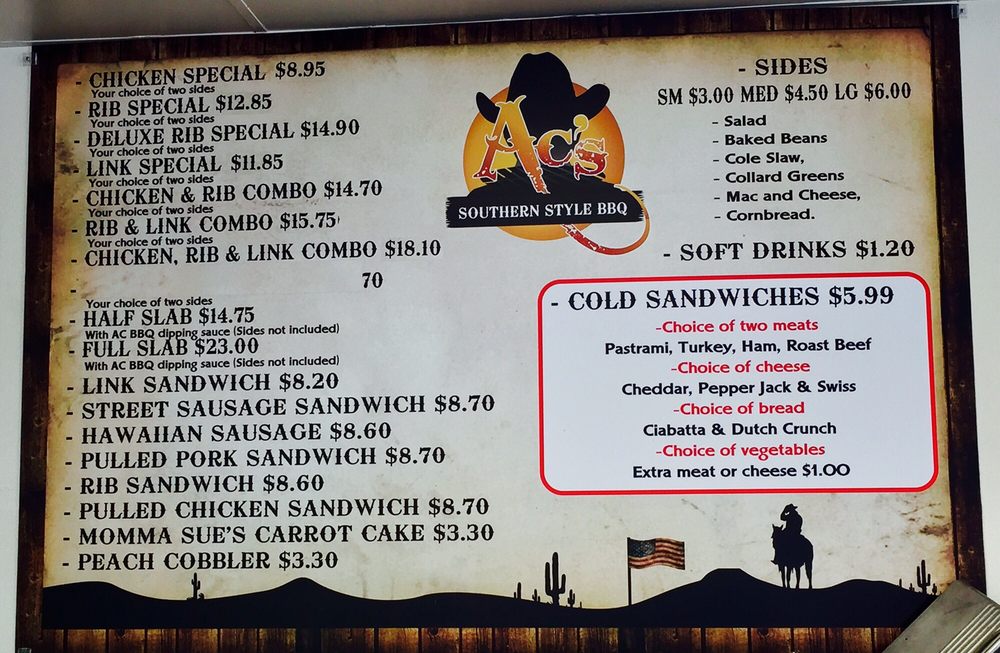 - CHICKEN SPECIAL $8.95
Your choice of two sides
- RIB SPECIAL $12.85
Your choice of two sides
- DELUXE RIB SPECIAL $14.90
Your choice of two sides
- LINK SPECIAL $11.85
Your choice of two sides
- CHICKEN & RIB COMBO $14.70
Your choice of two sides
- RIB & LINK COMBO $15.75
Your choice of two sides
- CHICKEN, RIB & LINK COMBO $18.10
- 70
Your choice of two sides
- HALF SLAB $14.75
With AC BBQ dipping sauce (Sides not included)
- FULL SLAB $23.00
With AC BBQ dipping sauce (Sides not included)
- LINK SANDWICH $8.20
- STREET SAUSAGE SANDWICH $8.70
- HAWAIIAN SAUSAGE $8.60
- PULLED PORK SANDWICH $8.70
- RIB SANDWICH $8.60
- PULLED CHICKEN SANDWICH $8.70
- MOMMA SUE'S CARROT CAKE $3.30
- PEACH COBBLER $3.30
AC's
SOUTHERN STYLE BBQ
- SIDES
SM $3.00 MED $4.50 LG $6.00
- Salad
- Baked Beans
- Cole Slaw,
- Collard Greens
- Mac and Cheese,
- Cornbread.
- SOFT DRINKS $1.20
- COLD SANDWICHES $5.99
-Choice of two meats
Pastrami, Turkey, Ham, Roast Beef
-Choice of cheese
Cheddar, Pepper Jack & Swiss
-Choice of bread
Ciabatta & Dutch Crunch
-Choice of vegetables
Extra meat or cheese $1.00